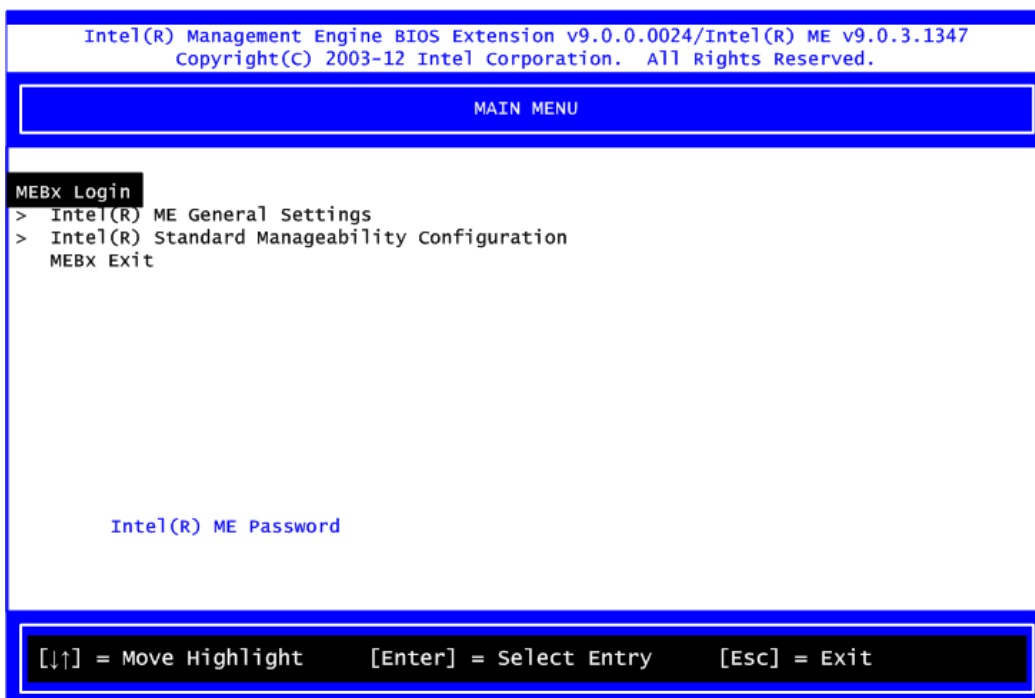 Intel(R) Management Engine BIOS Extension v9.0.0.0024/Intel(R) ME v9.0.3.1347
Copyright(C) 2003-12 Intel Corporation. All Rights Reserved.
MAIN MENU
MEBx Login
> Intel(R) ME General Settings
> Intel(R) Standard Manageability Configuration
MEBx Exit
Intel(R) ME Password
[↓↑] = Move Highlight [Enter] = Select Entry [Esc] = Exit